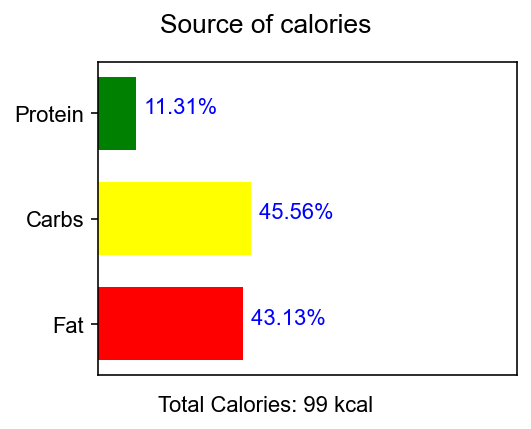 Source of calories
Protein 11.31%
Carbs 45.56%
Fat 43.13%
Total Calories: 99 kcal